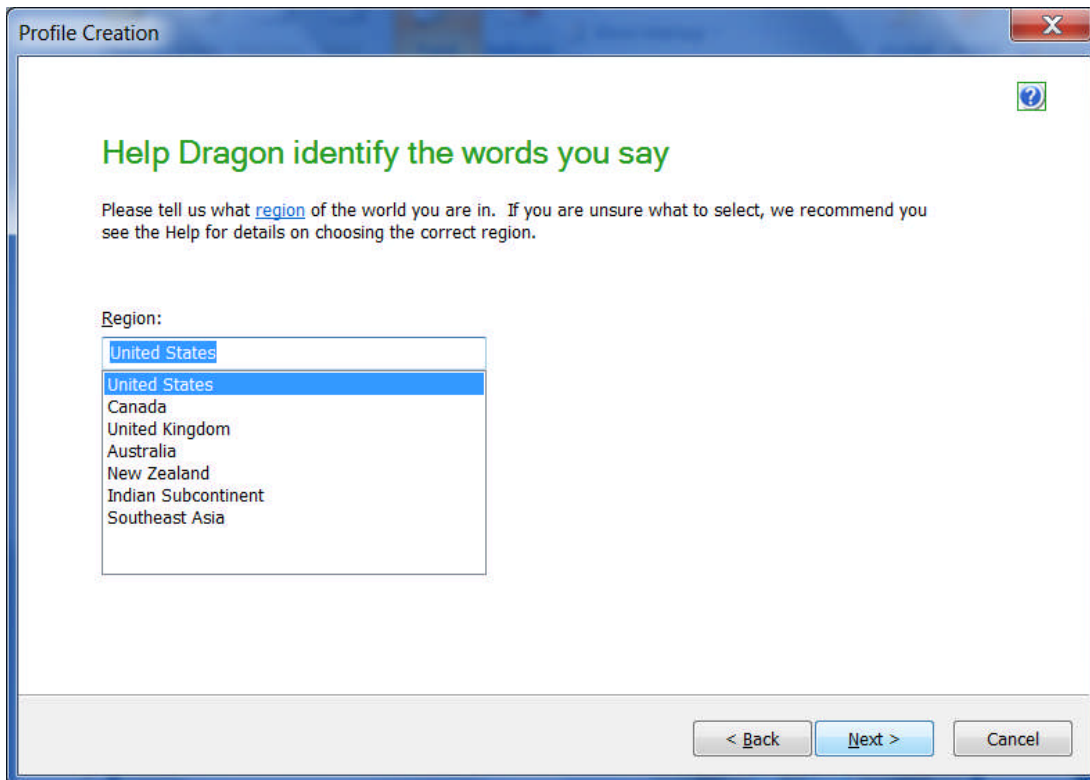 Profile Creation
Help Dragon identify the words you say
Please tell us what region of the world you are in.  If you are unsure what to select, we recommend you
see the Help for details on choosing the correct region.
Region:
United States
United States
Canada
United Kingdom
Australia
New Zealand
Indian Subcontinent
Southeast Asia
< Back Next > Cancel